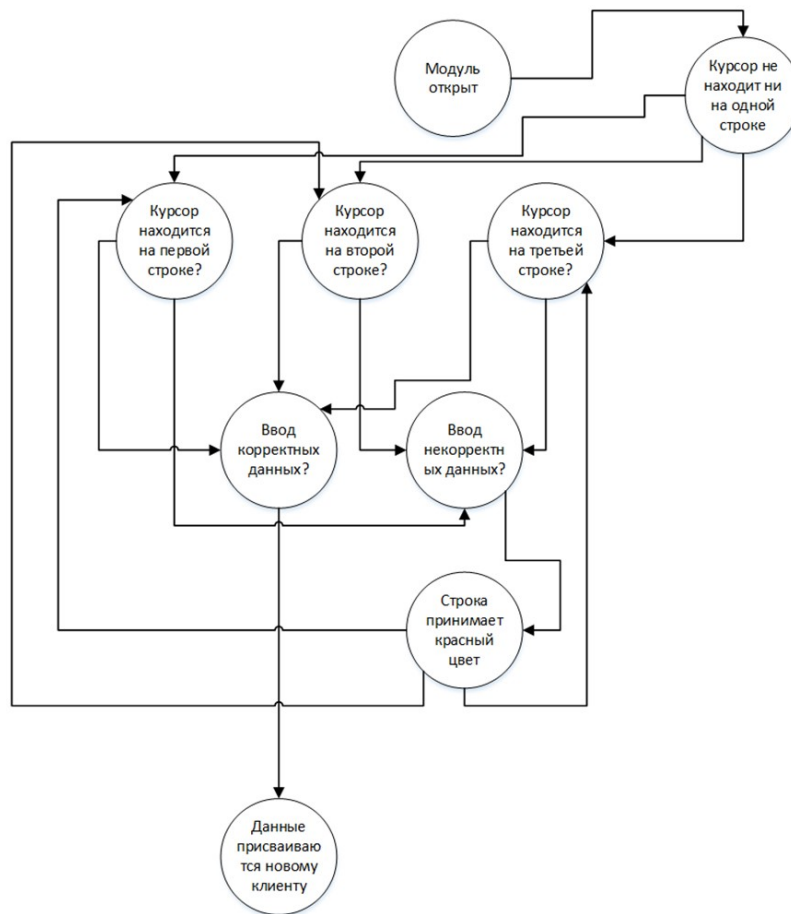 Модуль
открыт
Курсор не
находит ни
на одной
строке
Курсор
находится
на первой
строке?
Курсор
находится
на второй
строке?
Курсор
находится
на третьей
строке?
Ввод
корректных
данных?
Ввод
некорректн
ых данных?
Строка
принимает
красный
цвет
Данные
присваиваю
тся новому
клиенту